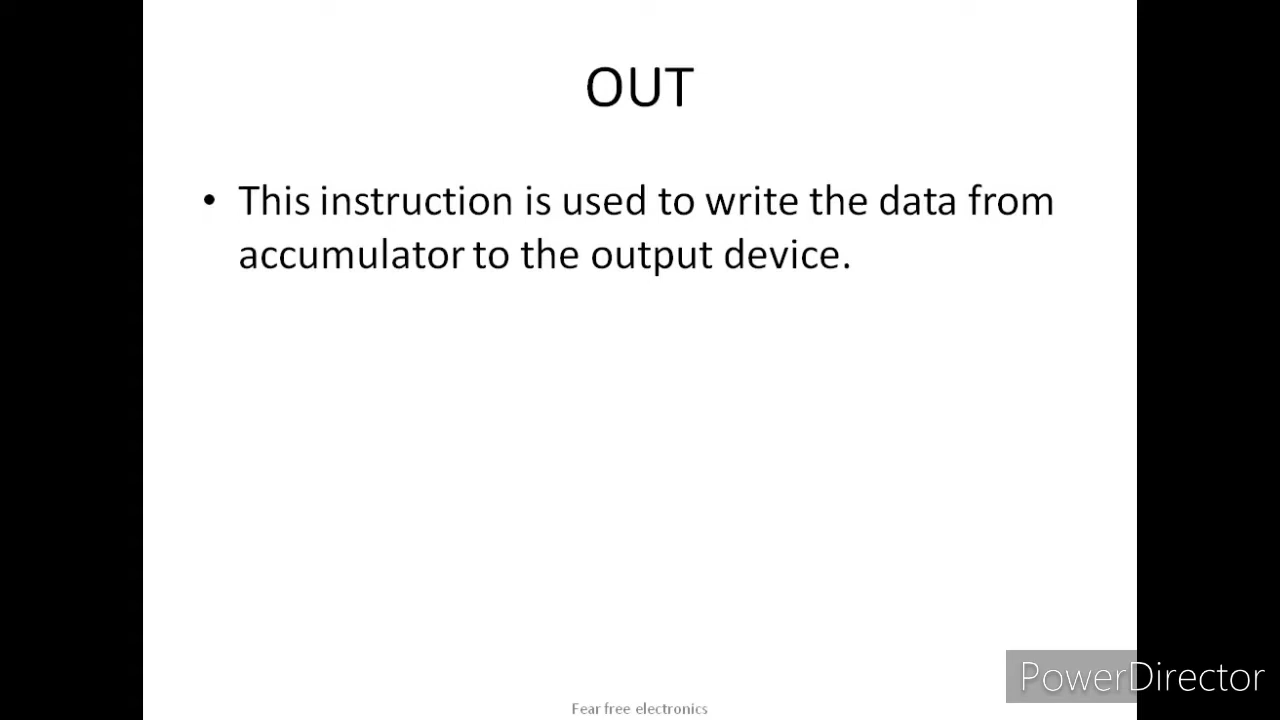 OUT
• This instruction is used to write the data from
accumulator to the output device.
PowerDirector
Fear free electronics